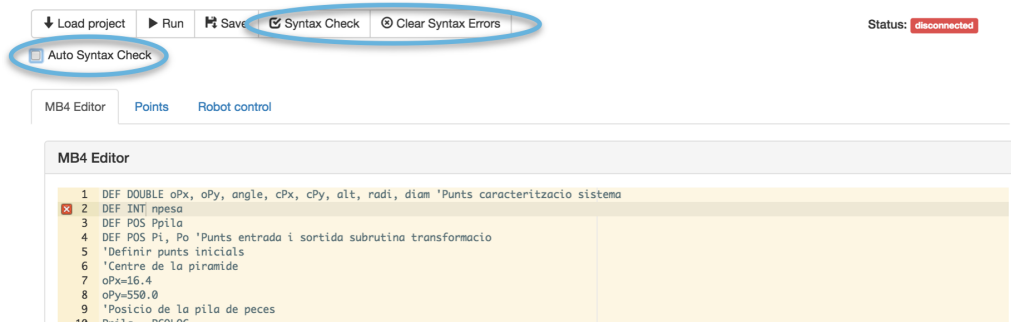 Load project Run Save Syntax Check Clear Syntax Errors Status: disconnected
Auto Syntax Check
MB4 Editor Points Robot control
MB4 Editor
1 DEF DOUBLE oPx, oPy, angle, cPx, cPy, alt, radi, diam 'Punts caracteritzacio sistema
2 DEF INT npesa
3 DEF POS Ppila
4 DEF POS Pi, Po 'Punts entrada i sortida subrutina transformacio
5 'Definir punts inicials
6 'Centre de la piramide
7 oPx=16.4
8 oPy=550.0
9 'Posicio de la pila de peces
10